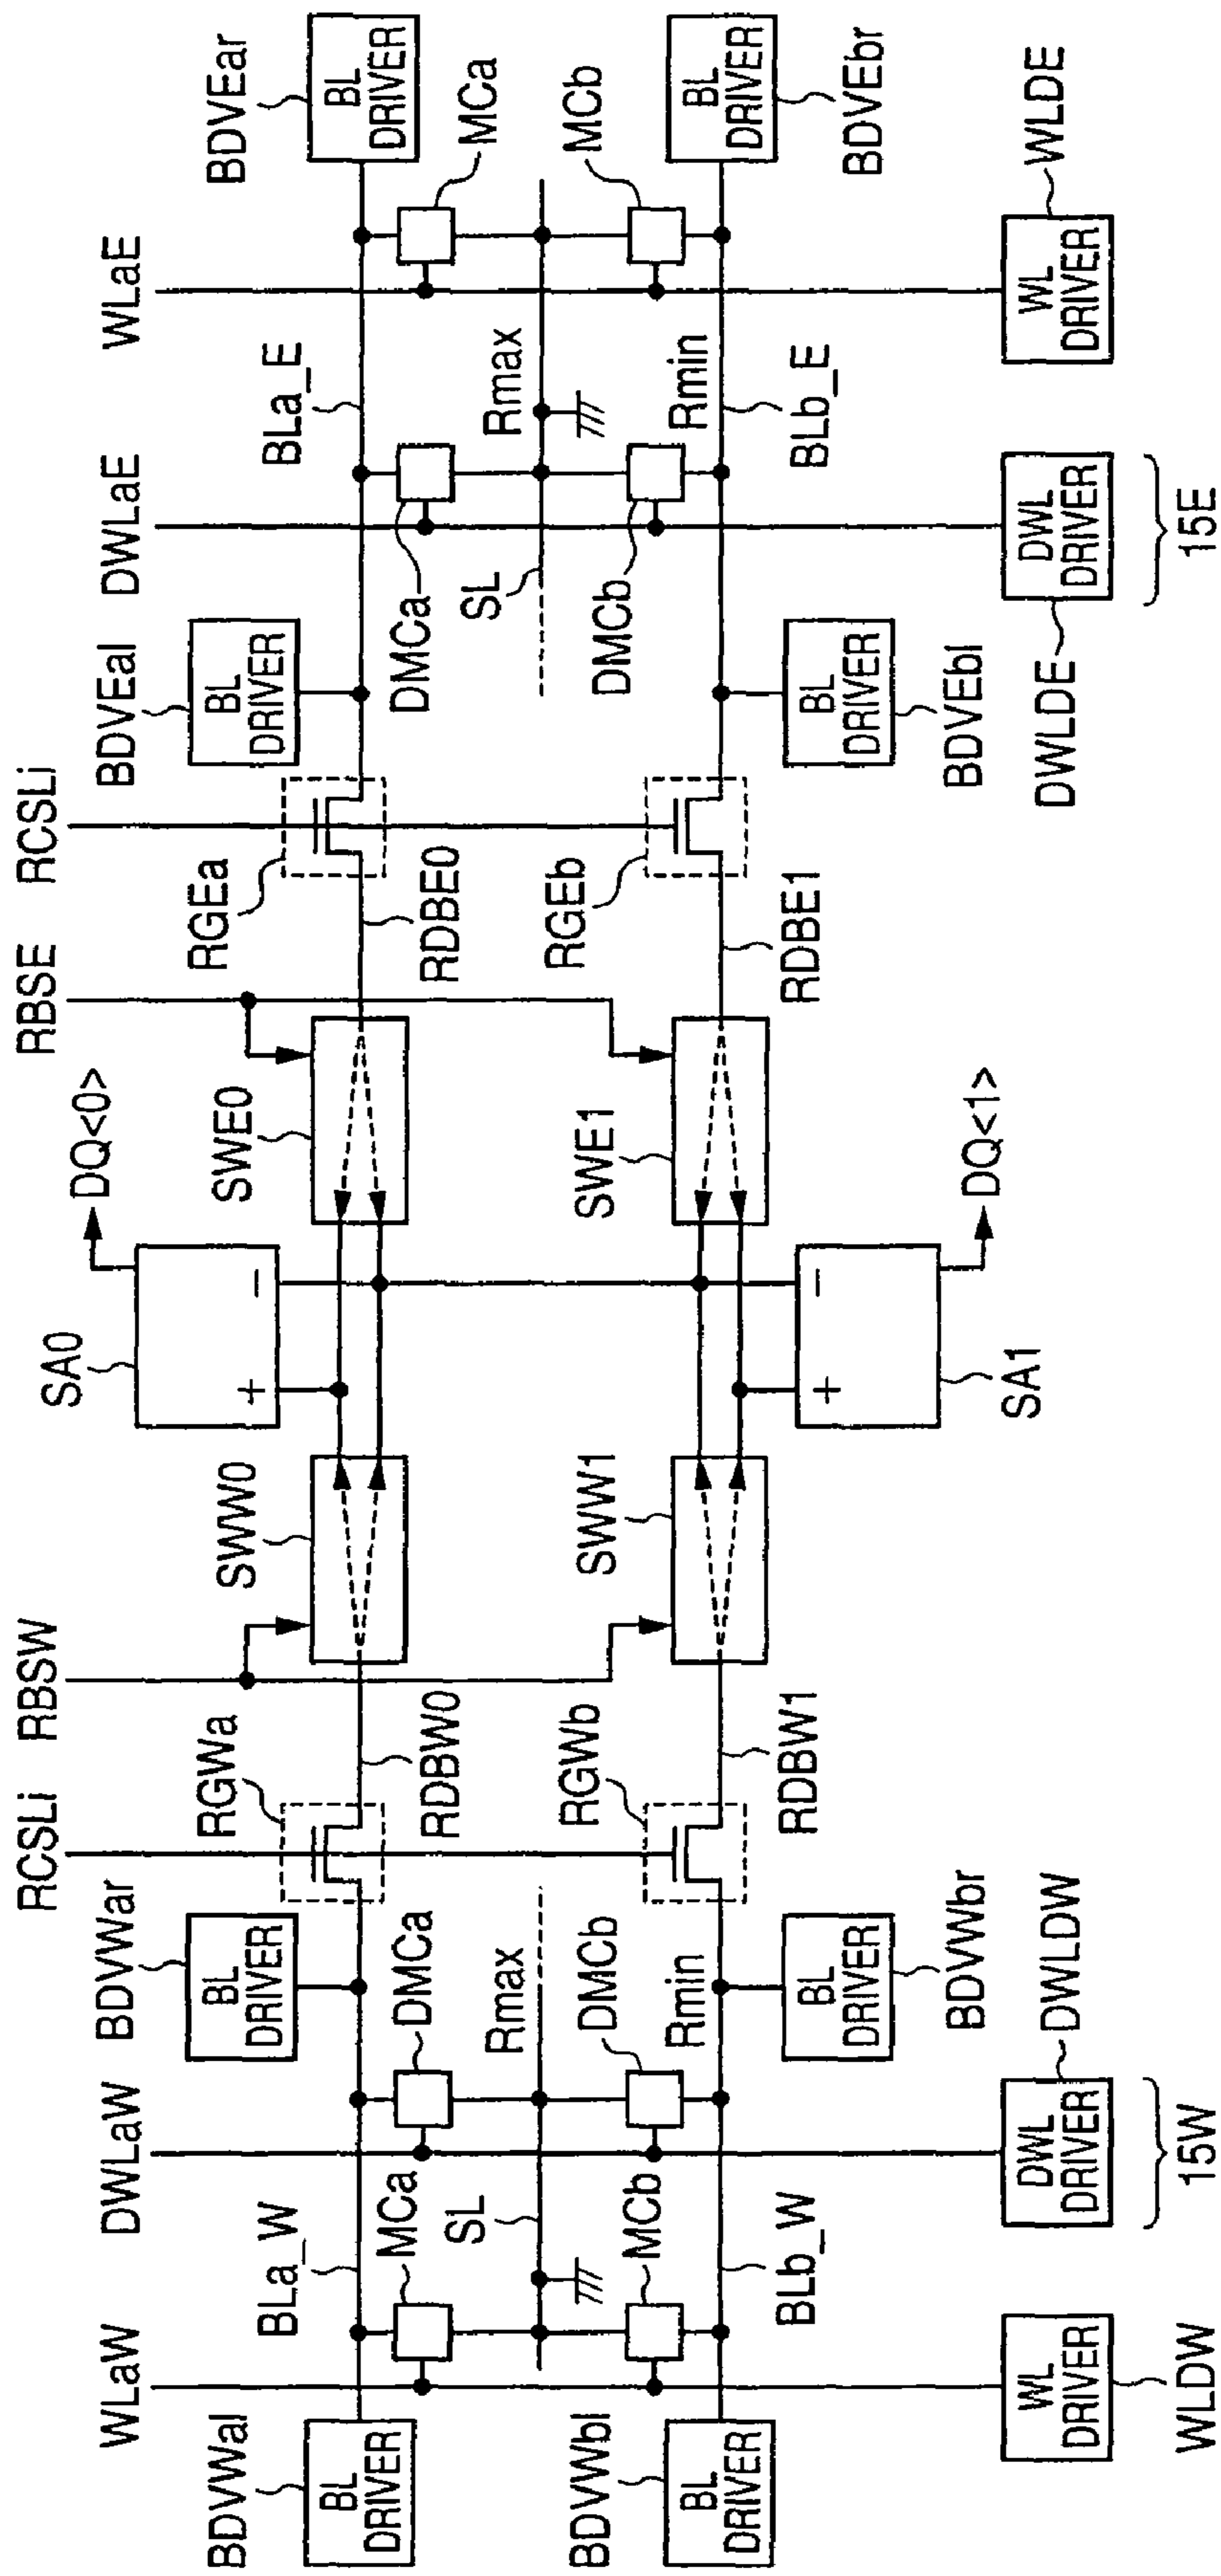 WLaW
DWLaW
RCSLi
RBSW
RBSE
RCSLi
DWLaE
WLaE
SA0
DQ<0>
+
−
BDVWar
BL
DRIVER
BDVEal
BL
DRIVER
BDVWal
BL
DRIVER
BLa_W
RGWa
SWW0
SWE0
RGEa
BLa_E
BDVEar
BL
DRIVER
MCa
DMCa
RDBW0
RDBE0
DMCa
MCa
SL
Rmax
SL
Rmax
BDVWbl
BL
DRIVER
MCb
DMCb
RGWb
SWW1
SWE1
RGEb
DMCb
MCb
BL
DRIVER
Rmin
Rmin
BLb_W
RDBW1
RDBE1
BLb_E
BDVEbr
BL
DRIVER
BDVWbr
+
−
SA1
DQ<1>
BL
DRIVER
BDVEbl
WL
DRIVER
WLDW
DWL
DRIVER
DWLDW
15W
DWL
DRIVER
DWLDE
15E
WL
DRIVER
WLDE